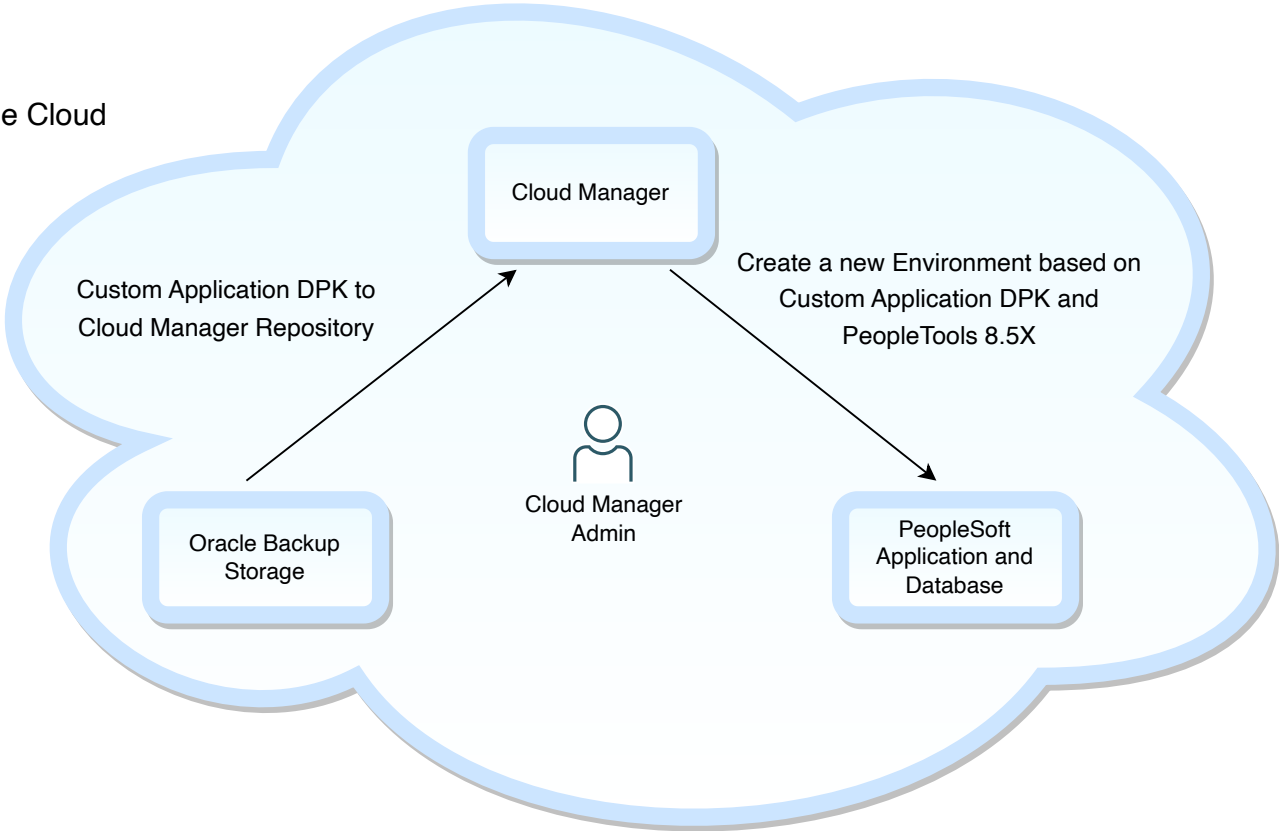 e Cloud
Cloud Manager
Custom Application DPK to
Cloud Manager Repository
Create a new Environment based on
Custom Application DPK and
PeopleTools 8.5X
Cloud Manager
Admin
Oracle Backup
Storage
PeopleSoft
Application and
Database